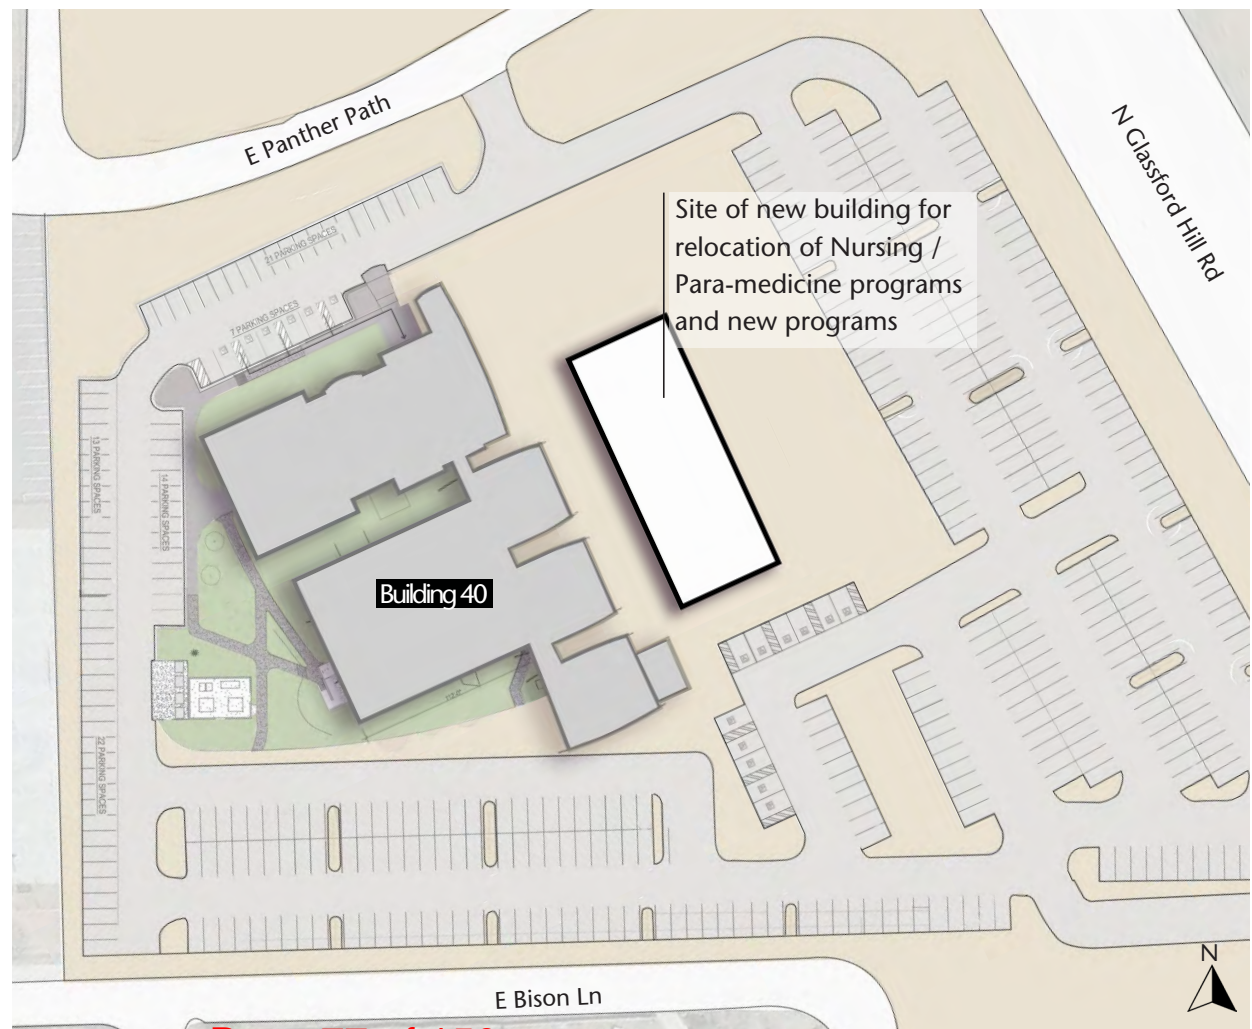 E Panther Path
N Glassford Hill Rd
Site of new building for
relocation of Nursing /
Para-medicine programs
and new programs
21 PARKING SPACES
7 PARKING SPACES
13 PARKING SPACES
14 PARKING SPACES
Building 40
22 PARKING SPACES
N
E Bison Ln